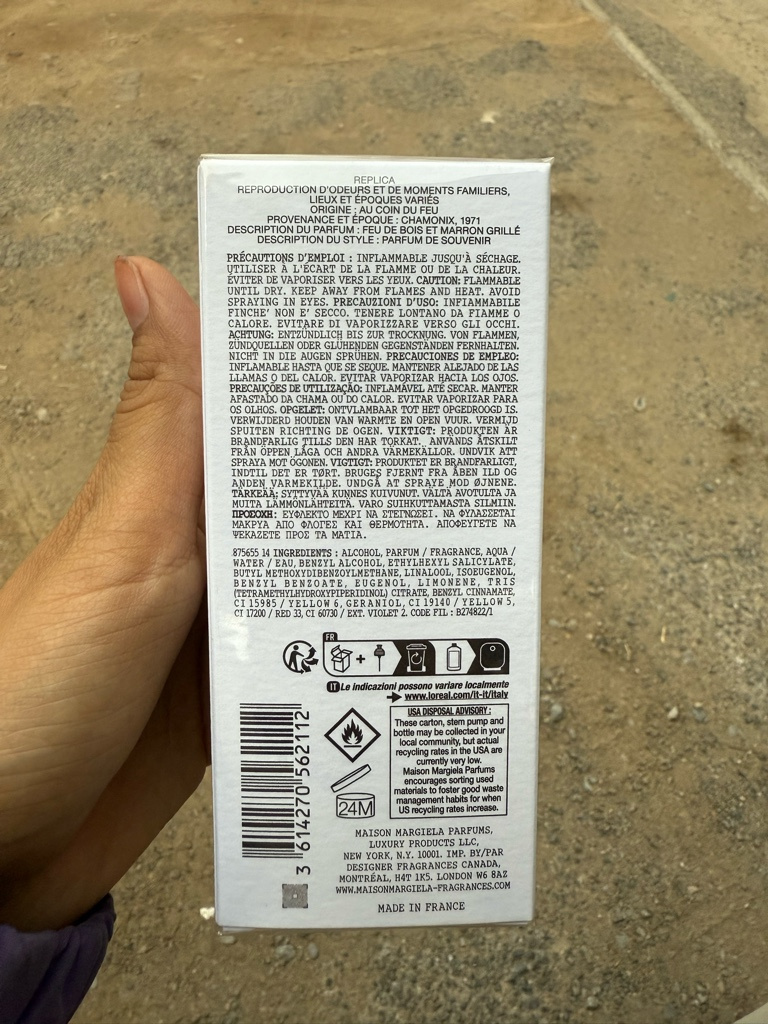 REPLICA
REPRODUCTION D'ODEURS ET DE MOMENTS FAMILIERS,
LIEUX ET ÉPOQUES VARIÉS
ORIGINE : AU COIN DU FEU
PROVENANCE ET ÉPOQUE : CHAMONIX, 1971
DESCRIPTION DU PARFUM : FEU DE BOIS ET MARRON GRILLÉ
DESCRIPTION DU STYLE : PARFUM DE SOUVENIR
PRÉCAUTIONS D'EMPLOI : INFLAMMABLE JUSQU'À SÉCHAGE.
UTILISER À L'ÉCART DE LA FLAMME OU DE LA CHALEUR.
ÉVITER DE VAPORISER VERS LES YEUX. CAUTION: FLAMMABLE
UNTIL DRY. KEEP AWAY FROM FLAMES AND HEAT. AVOID
SPRAYING IN EYES. PRECAUZIONI D'USO: INFIAMMABILE
FINCHE' NON E' SECCO. TENERE LONTANO DA FIAMME O
CALORE. EVITARE DI VAPORIZZARE VERSO GLI OCCHI.
ACHTUNG: ENTZÜNDLICH BIS ZUR TROCKNUNG. VON FLAMMEN,
ZÜNDQUELLEN ODER GLÜHENDEN GEGENSTÄNDEN FERNHALTEN.
NICHT IN DIE AUGEN SPRÜHEN. PRECAUCIONES DE EMPLEO:
INFLAMABLE HASTA QUE SE SEQUE. MANTENER ALEJADO DE LAS
LLAMAS O DEL CALOR. EVITAR VAPORIZAR HACIA LOS OJOS.
PRECAUÇÕES DE UTILIZAÇÃO: INFLAMÁVEL ATÉ SECAR. MANTER
AFASTADO DA CHAMA OU DO CALOR. EVITAR VAPORIZAR PARA
OS OLHOS. OPGELET: ONTVLAMBAAR TOT HET OPGEDROOGD IS.
VERWIJDERD HOUDEN VAN WARMTE EN OPEN VUUR. VERMIJD
SPUITEN RICHTING DE OGEN. VIKTIGT: PRODUKTEN ÄR
BRANDFARLIG TILLS DEN HAR TORKAT. ANVÄNDS ÅTSKILT
FRÅN ÖPPEN LÅGA OCH ANDRA VÄRMEKÄLLOR. UNDVIK ATT
SPRAYA MOT ÖGONEN. VIGTIGT: PRODUKTET ER BRANDFARLIGT,
INDTIL DET ER TØRT. BRUGES FJERNT FRA ÅBEN ILD OG
ANDEN VARMEKILDE. UNDGÅ AT SPRAYE MOD ØJNENE.
TÄRKEÄÄ: SYTTYVÄÄ KUNNES KUIVUNUT. VÄLTÄ AVOTULTA JA
MUITA LÄMMÖNLÄHTEITÄ. VARO SUIHKUTTAMASTA SILMIIN.
ΠΡΟΣΟΧΗ: ΕΥΦΛΕΚΤΟ ΜΕΧΡΙ ΝΑ ΣΤΕΓΝΩΣΕΙ. ΝΑ ΦΥΛΑΣΣΕΤΑΙ
ΜΑΚΡΥΑ ΑΠΟ ΦΛΟΓΕΣ ΚΑΙ ΘΕΡΜΟΤΗΤΑ. ΑΠΟΦΕΥΓΕΤΕ ΝΑ
ΨΕΚΑΖΕΤΕ ΠΡΟΣ ΤΑ ΜΑΤΙΑ.
875655 14 INGREDIENTS : ALCOHOL, PARFUM / FRAGRANCE, AQUA /
WATER / EAU, BENZYL ALCOHOL, ETHYLHEXYL SALICYLATE,
BUTYL METHOXYDIBENZOYLMETHANE, LINALOOL, ISOEUGENOL,
BENZYL BENZOATE, EUGENOL, LIMONENE, TRIS
(TETRAMETHYLHYDROXYPIPERIDINOL) CITRATE, BENZYL CINNAMATE,
CI 15985 / YELLOW 6, GERANIOL, CI 19140 / YELLOW 5,
CI 17200 / RED 33, CI 60730 / EXT. VIOLET 2. CODE FIL : B274822/1
FR
IT Le indicazioni possono variare localmente
www.loreal.com/it-it/italy
USA DISPOSAL ADVISORY :
These carton, stem pump and
bottle may be collected in
your local community, but actual
recycling rates in the USA are
currently very low.
Maison Margiela Parfums
encourages sorting used
materials to foster good waste
management habits for when
US recycling rates increase.
24M
3 614270 562112
MAISON MARGIELA PARFUMS,
LUXURY PRODUCTS LLC,
NEW YORK, N.Y. 10001. IMP. BY/PAR
DESIGNER FRAGRANCES CANADA,
MONTRÉAL, H4T 1K5. LONDON W6 8AZ
WWW.MAISONMARGIELA-FRAGRANCES.COM
MADE IN FRANCE